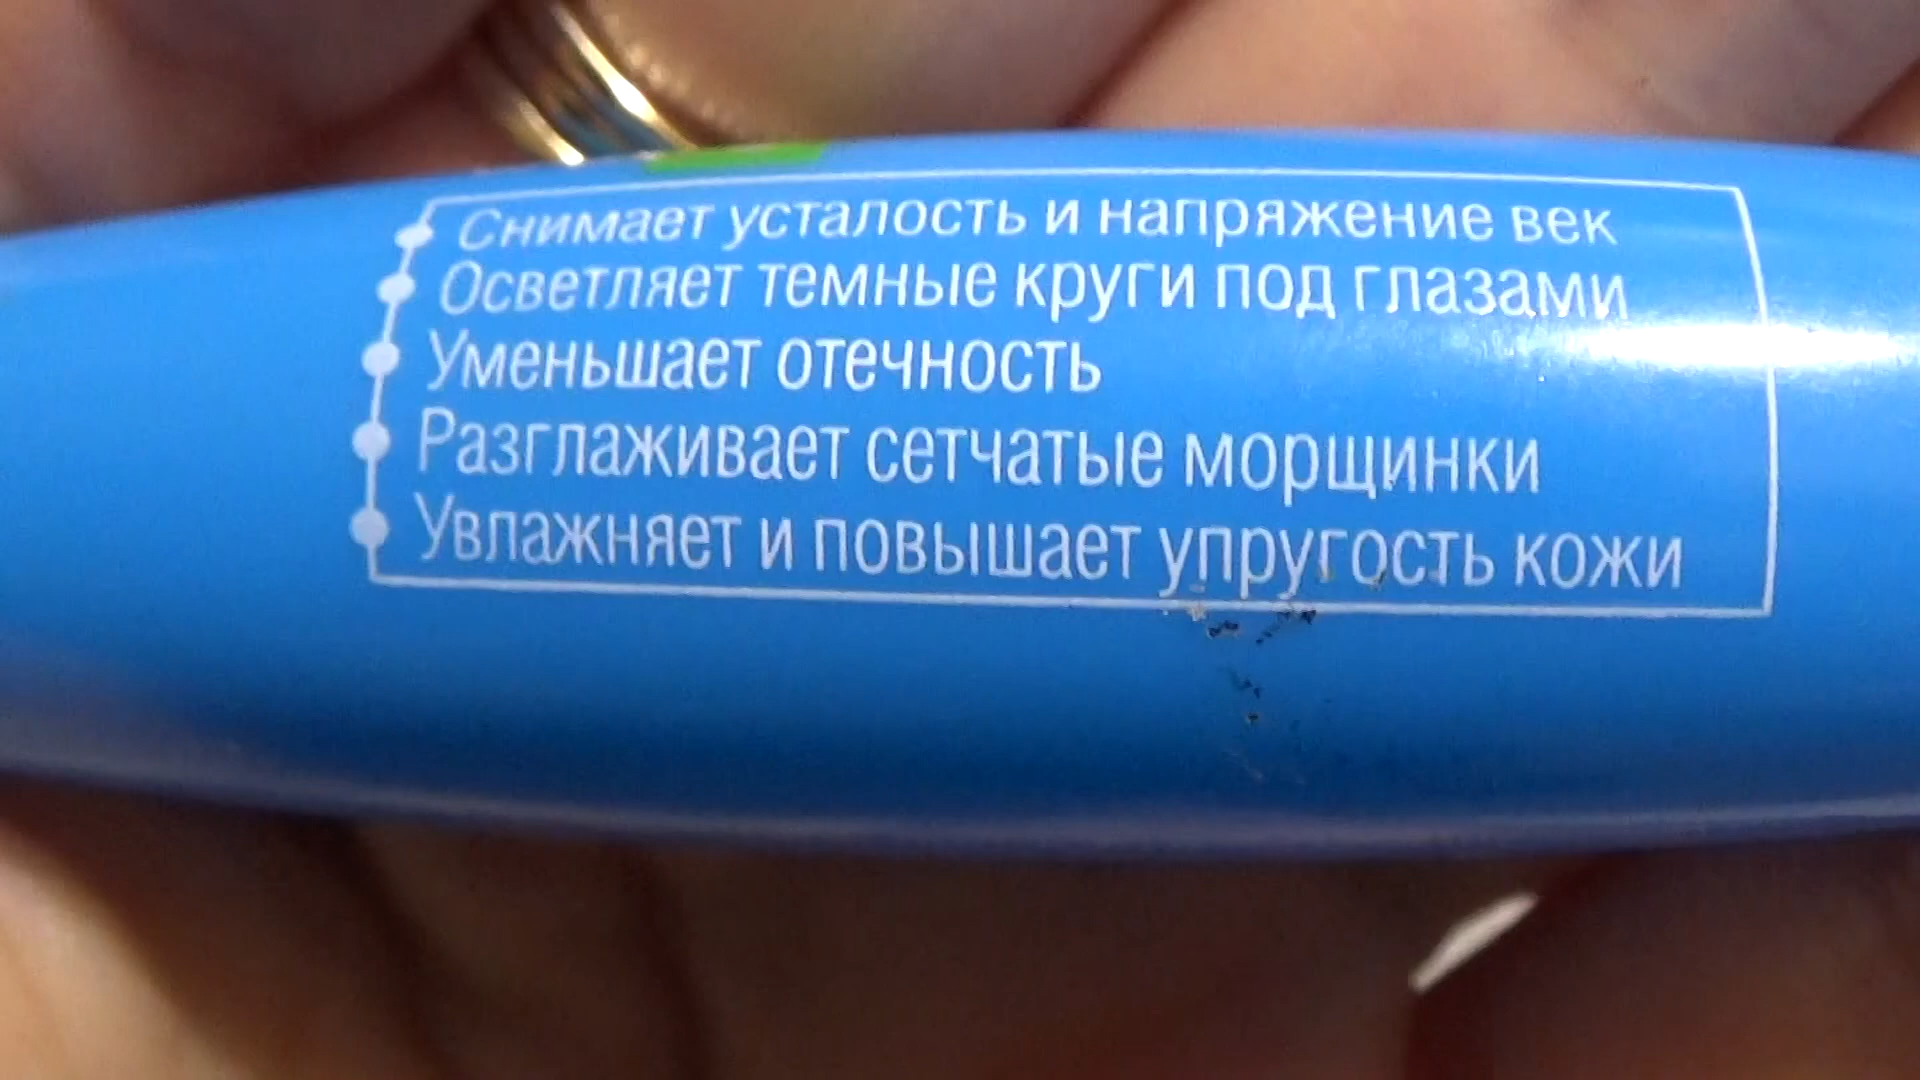 Снимает усталость и напряжение век
Осветляет темные круги под глазами
Уменьшает отечность
Разглаживает сетчатые морщинки
Увлажняет и повышает упругость кожи